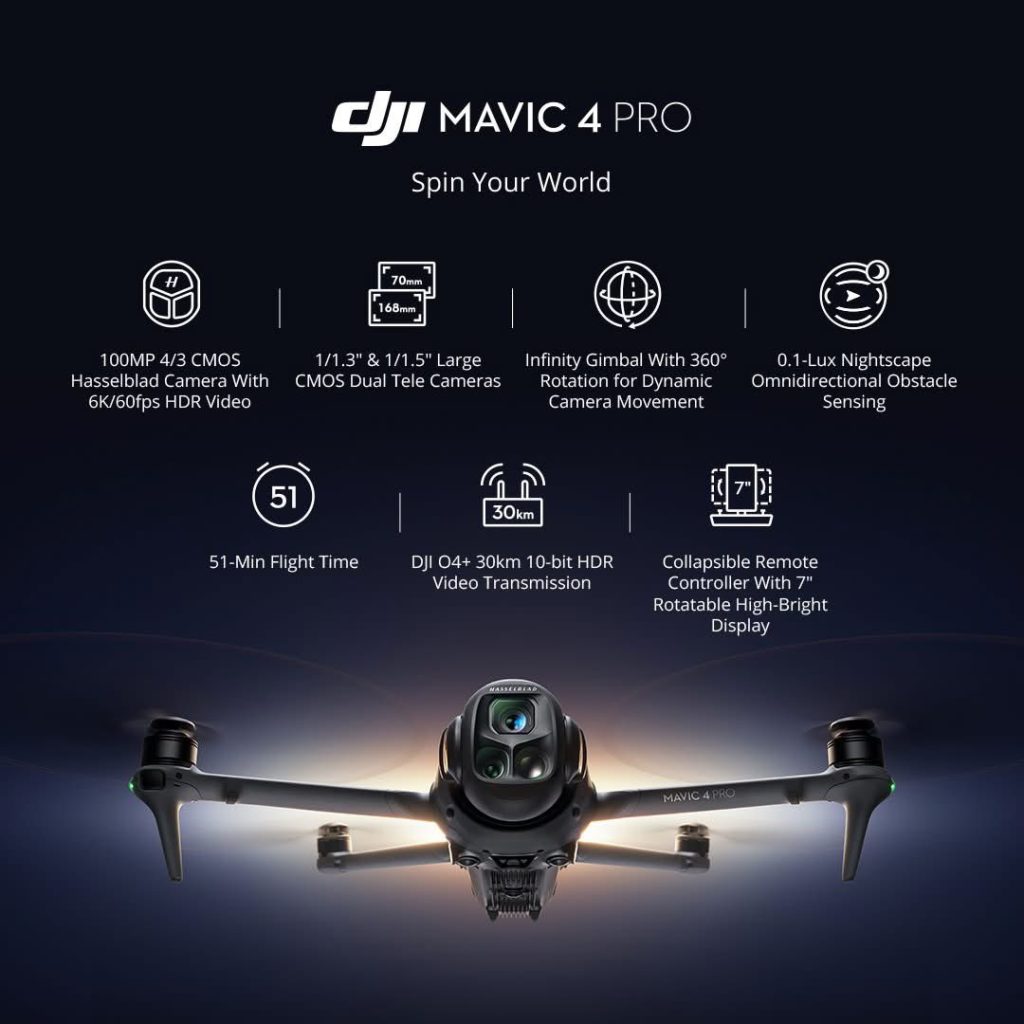 dji MAVIC 4 PRO
Spin Your World
H
70mm
168mm
100MP 4/3 CMOS
Hasselblad Camera With
6K/60fps HDR Video
1/1.3" & 1/1.5" Large
CMOS Dual Tele Cameras
Infinity Gimbal With 360°
Rotation for Dynamic
Camera Movement
0.1-Lux Nightscape
Omnidirectional Obstacle
Sensing
51
30km
7"
51-Min Flight Time
DJI O4+ 30km 10-bit HDR
Video Transmission
Collapsible Remote
Controller With 7"
Rotatable High-Bright
Display
HASSELBLAD
MAVIC 4 PRO